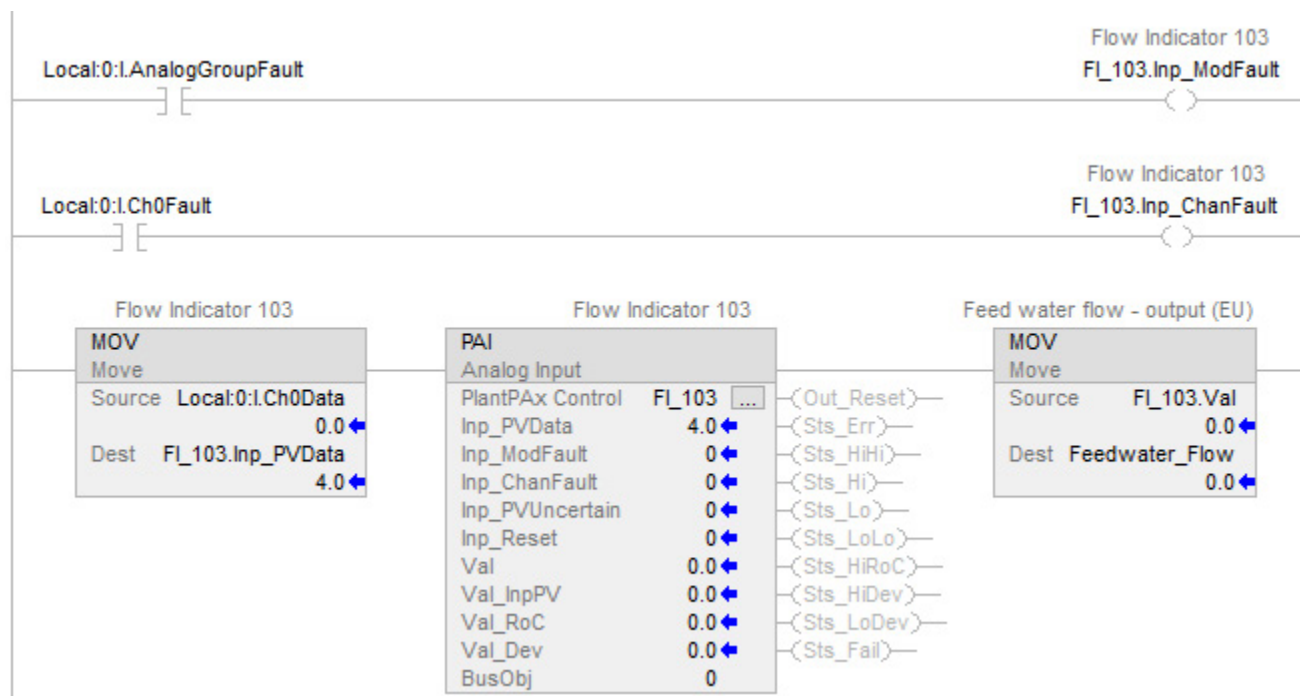 Flow Indicator 103
Local:0:I.AnalogGroupFault FI_103.Inp_ModFault
Flow Indicator 103
Local:0:I.Ch0Fault FI_103.Inp_ChanFault
Flow Indicator 103 Flow Indicator 103 Feed water flow - output (EU)
MOV PAI MOV
Move Analog Input Move
Source Local:0:I.Ch0Data PlantPAx Control FI_103 ... Out_Reset Source FI_103.Val
0.0 Inp_PVData 4.0 Sts_Err 0.0
Dest FI_103.Inp_PVData Inp_ModFault 0 Sts_HiHi Dest Feedwater_Flow
4.0 Inp_ChanFault 0 Sts_Hi 0.0
Inp_PVUncertain 0 Sts_Lo
Inp_Reset 0 Sts_LoLo
Val 0.0 Sts_HiRoC
Val_InpPV 0.0 Sts_HiDev
Val_RoC 0.0 Sts_LoDev
Val_Dev 0.0 Sts_Fail
BusObj 0